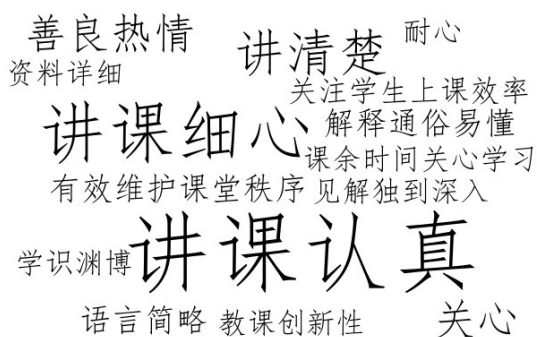 善良热情
讲清楚
耐心
资料详细
关注学生上课效率
讲课细心
解释通俗易懂
课余时间关心学习
有效维护课堂秩序
见解独到深入
学识渊博
讲课认真
语言简略
教课创新性
关心